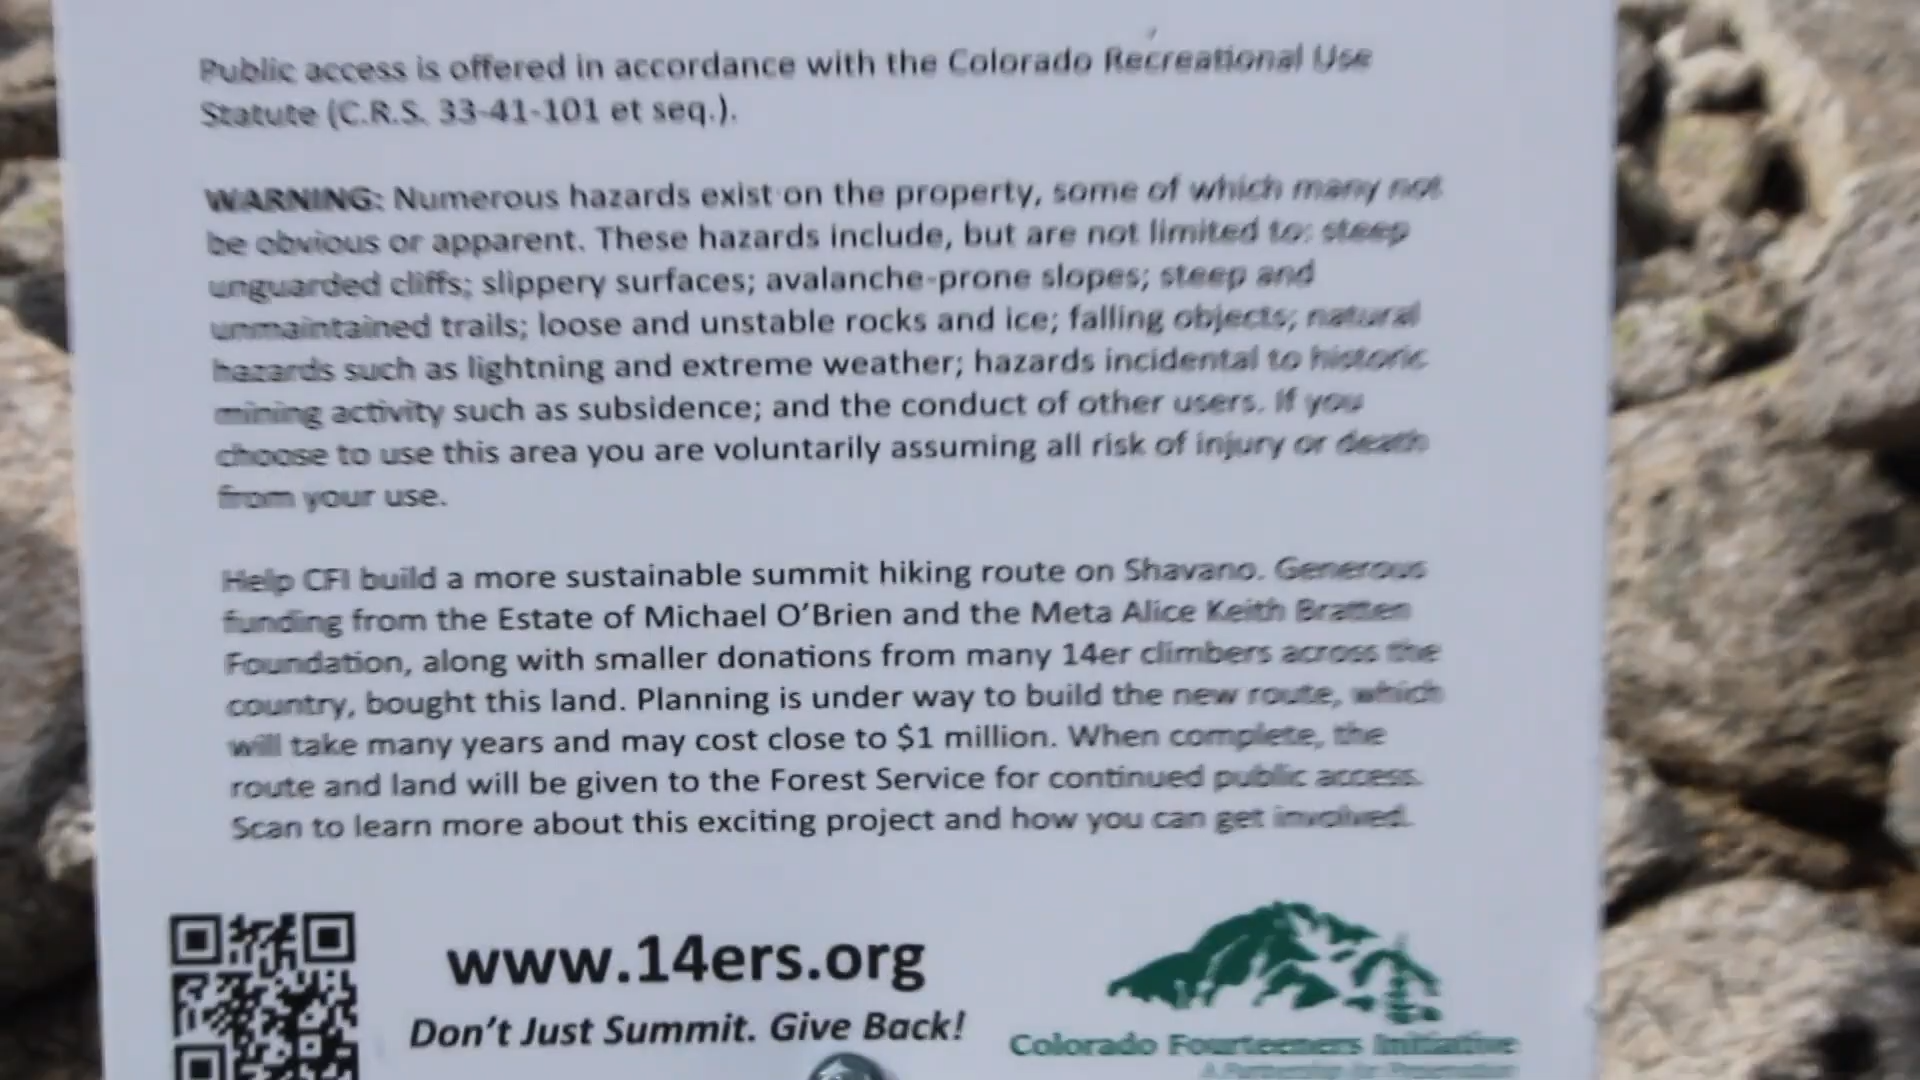 Public access is offered in accordance with the Colorado Recreational Use
Statute (C.R.S. 33-41-101 et seq.).
WARNING: Numerous hazards exist on the property, some of which many not
be obvious or apparent. These hazards include, but are not limited to: steep
unguarded cliffs; slippery surfaces; avalanche-prone slopes; steep and
unmaintained trails; loose and unstable rocks and ice; falling objects; natural
hazards such as lightning and extreme weather; hazards incidental to historic
mining activity such as subsidence; and the conduct of other users. If you
choose to use this area you are voluntarily assuming all risk of injury or death
from your use.
Help CFI build a more sustainable summit hiking route on Shavano. Generous
funding from the Estate of Michael O’Brien and the Meta Alice Keith Bratten
Foundation, along with smaller donations from many 14er climbers across the
country, bought this land. Planning is under way to build the new route, which
will take many years and may cost close to $1 million. When complete, the
route and land will be given to the Forest Service for continued public access.
Scan to learn more about this exciting project and how you can get involved.
www.14ers.org
Don’t Just Summit. Give Back!
Colorado Fourteeners Initiative
A Partnership for Preservation